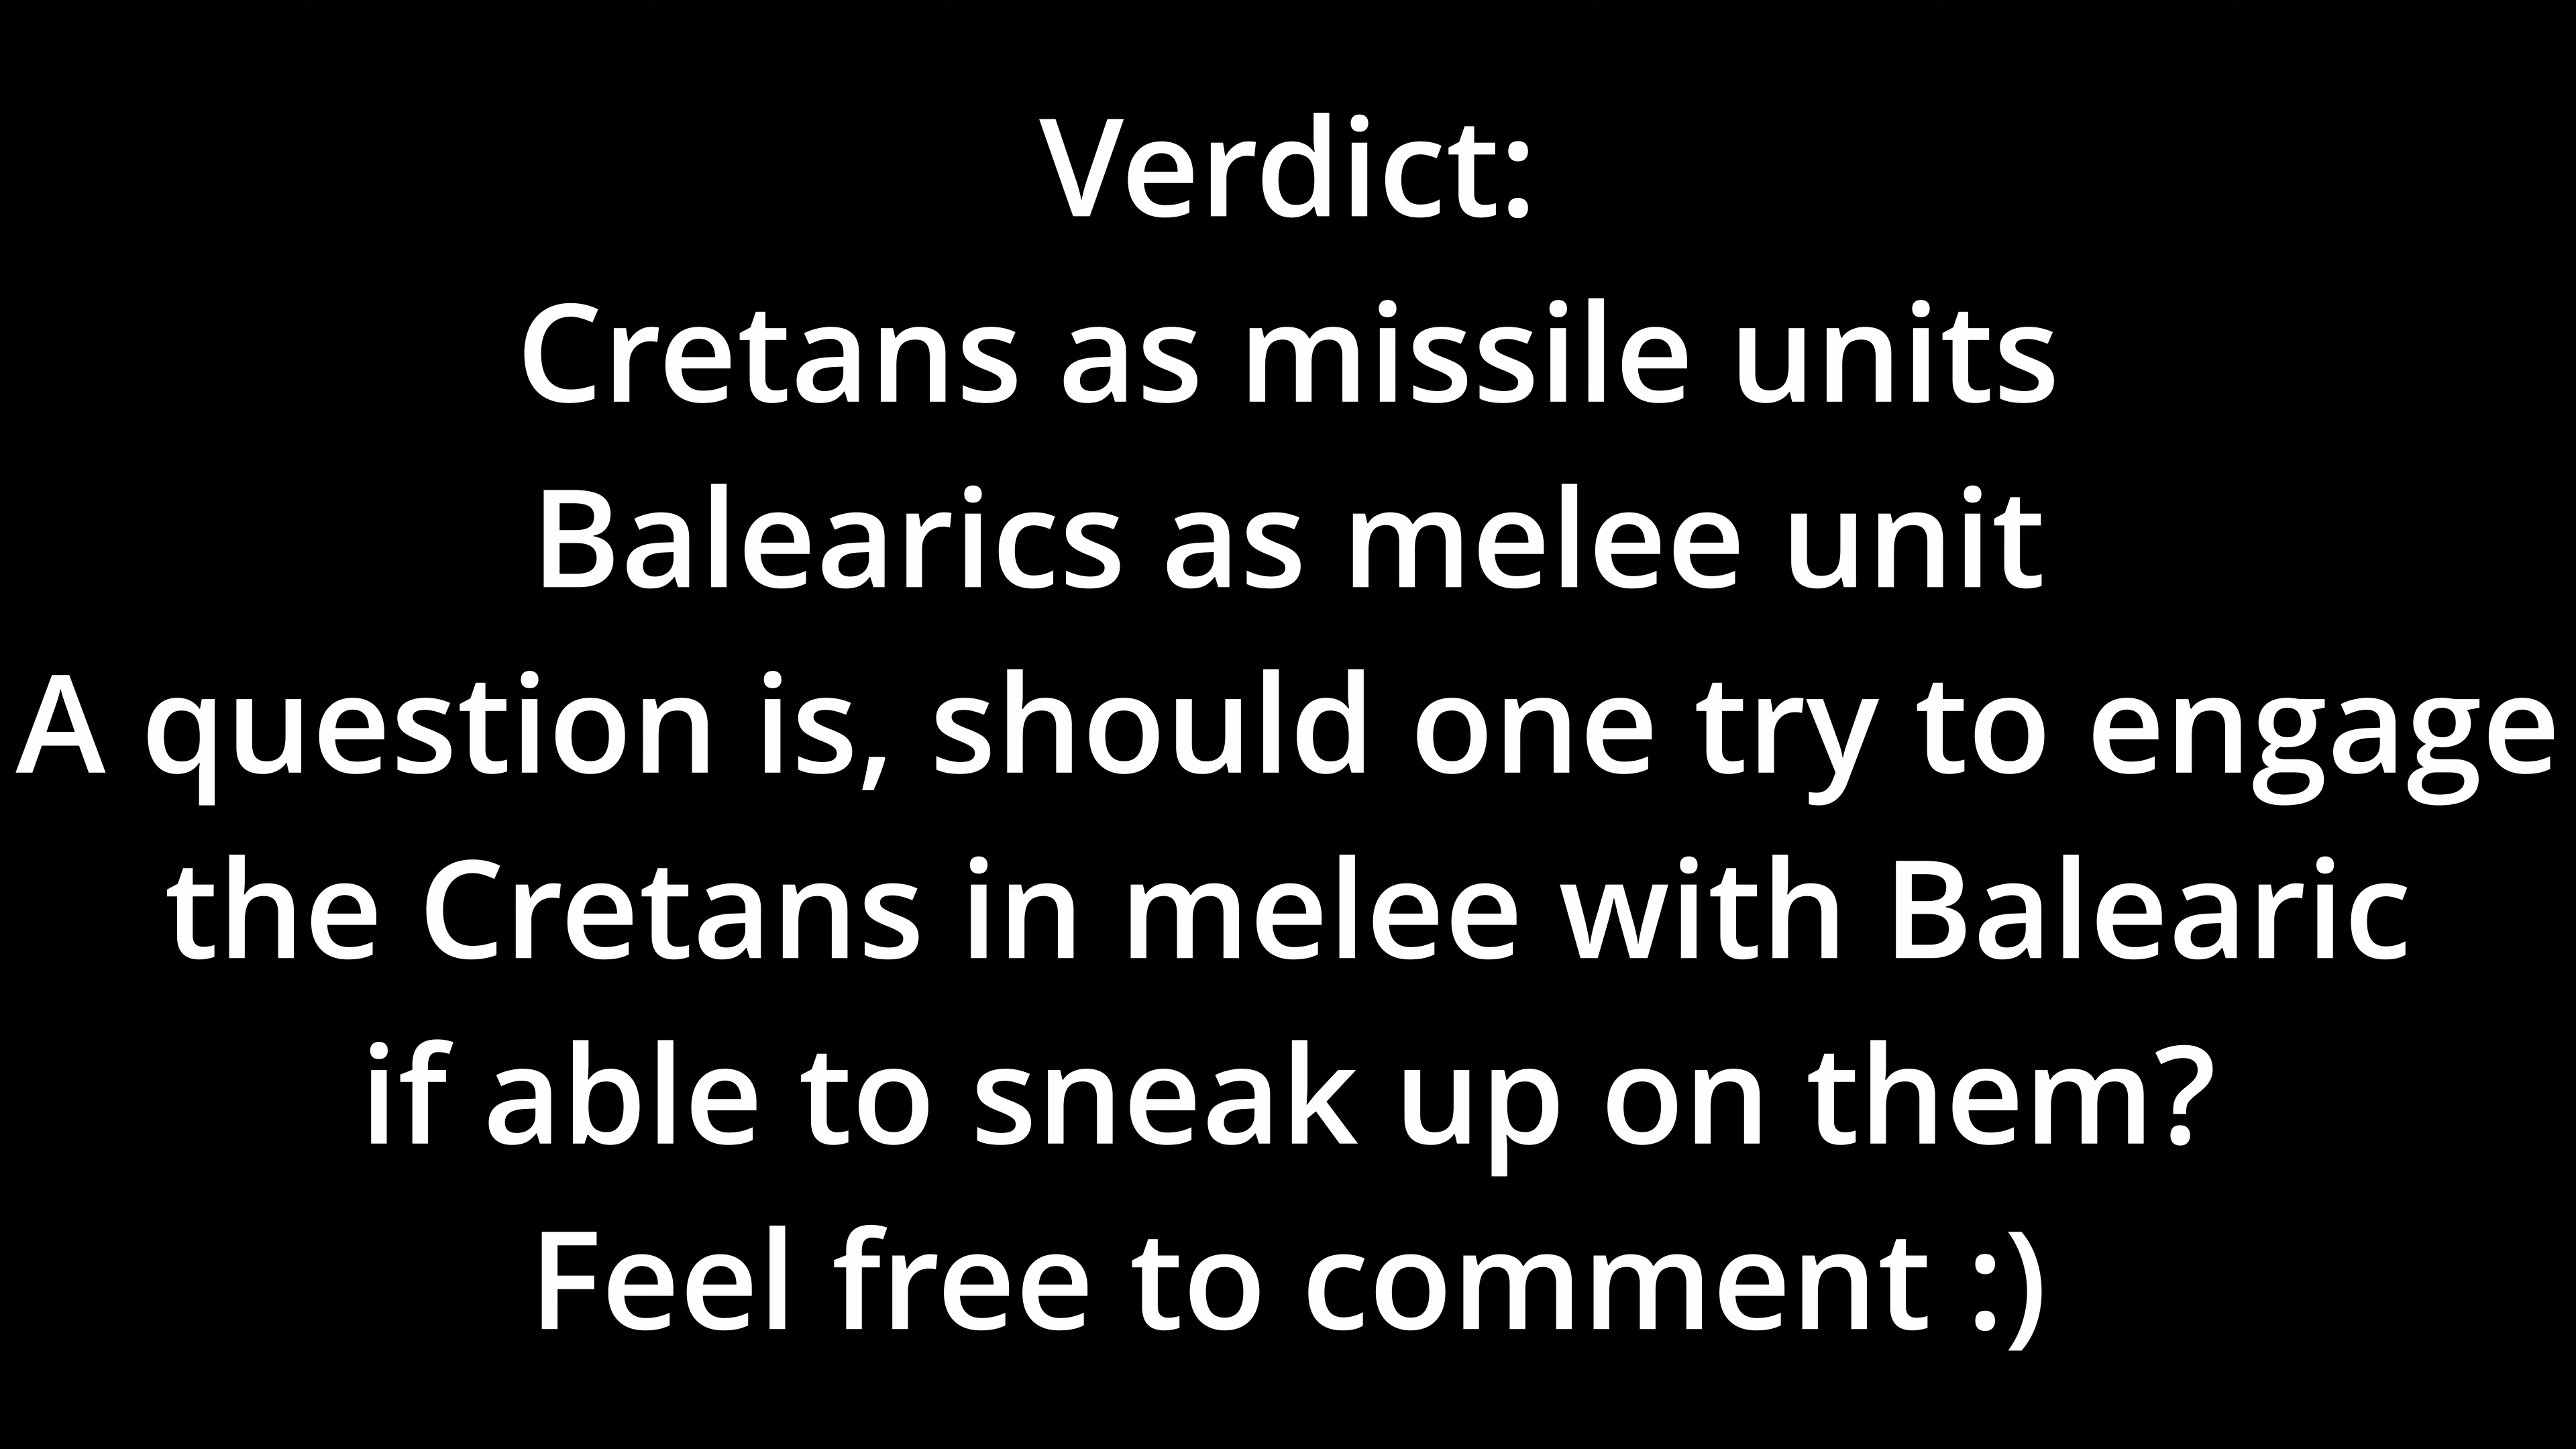 Verdict:
Cretans as missile units
Balearics as melee unit
A question is, should one try to engage
the Cretans in melee with Balearic
if able to sneak up on them?
Feel free to comment :)